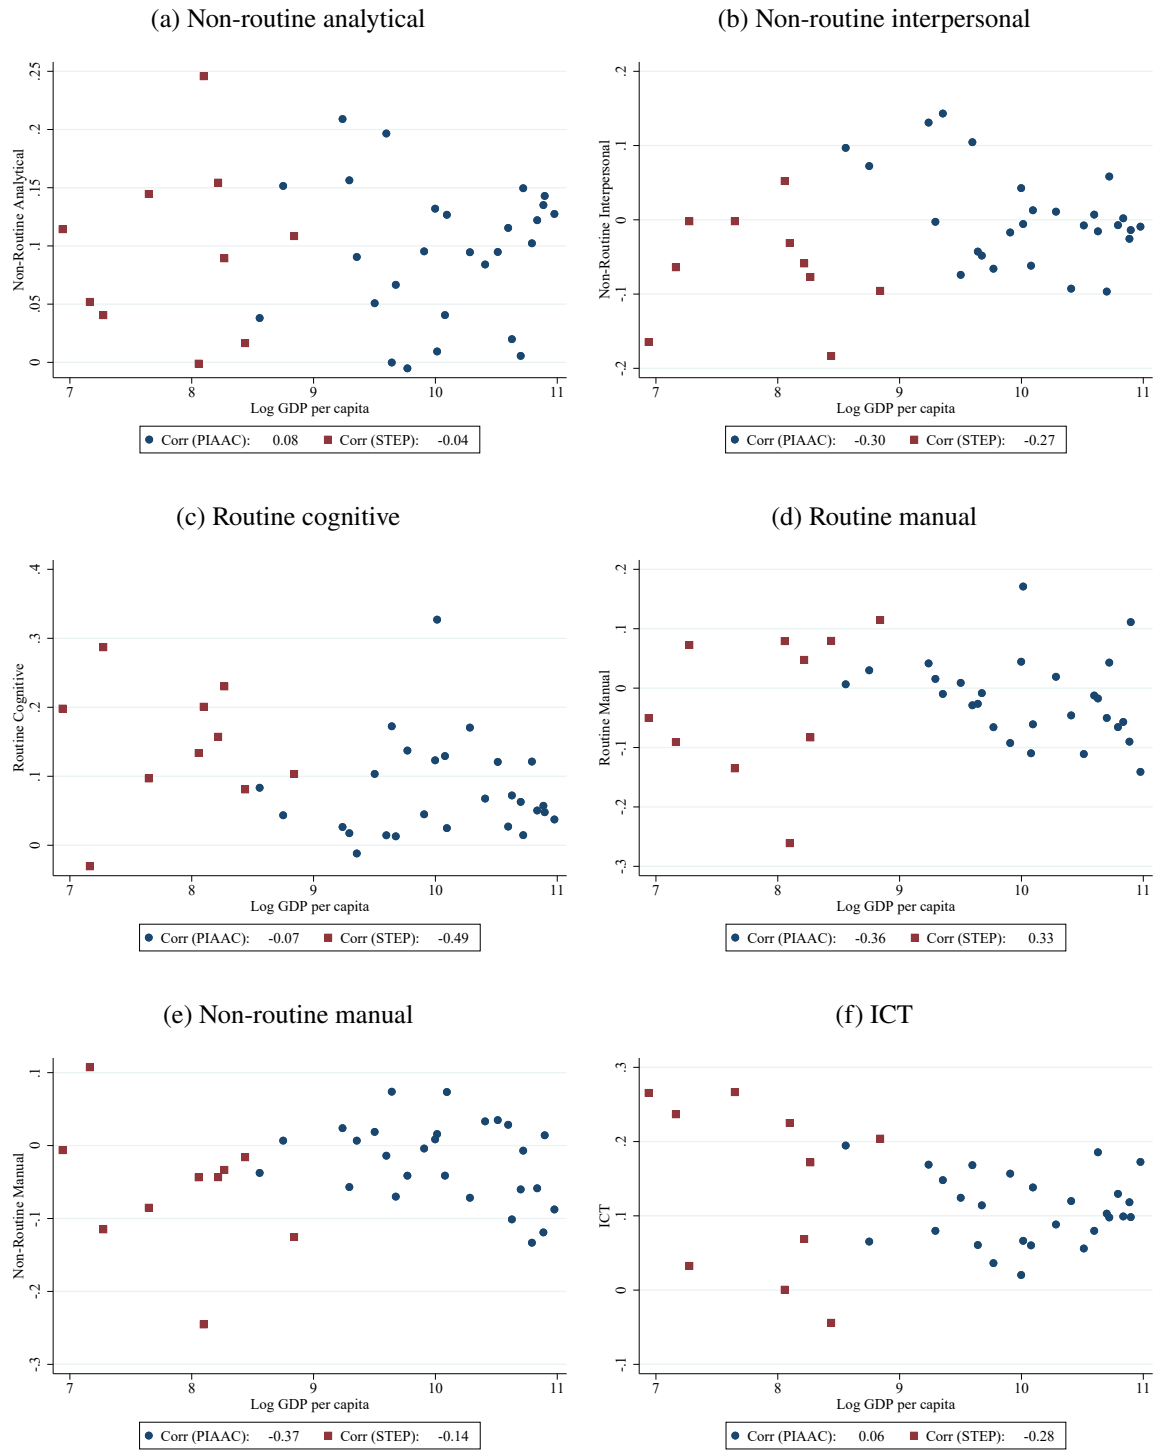 (a) Non-routine analytical
Non-Routine Analytical
.25
.2
.15
.1
.05
0
7 8 9 10 11
Log GDP per capita
Corr (PIAAC): 0.08 Corr (STEP): -0.04
(b) Non-routine interpersonal
Non-Routine Interpersonal
.2
.1
0
-.1
-.2
7 8 9 10 11
Log GDP per capita
Corr (PIAAC): -0.30 Corr (STEP): -0.27
(c) Routine cognitive
Routine Cognitive
.4
.3
.2
.1
0
7 8 9 10 11
Log GDP per capita
Corr (PIAAC): -0.07 Corr (STEP): -0.49
(d) Routine manual
Routine Manual
.2
.1
0
-.1
-.2
-.3
7 8 9 10 11
Log GDP per capita
Corr (PIAAC): -0.36 Corr (STEP): 0.33
(e) Non-routine manual
Non-Routine Manual
.1
0
-.1
-.2
-.3
7 8 9 10 11
Log GDP per capita
Corr (PIAAC): -0.37 Corr (STEP): -0.14
(f) ICT
ICT
.3
.2
.1
0
-.1
7 8 9 10 11
Log GDP per capita
Corr (PIAAC): 0.06 Corr (STEP): -0.28